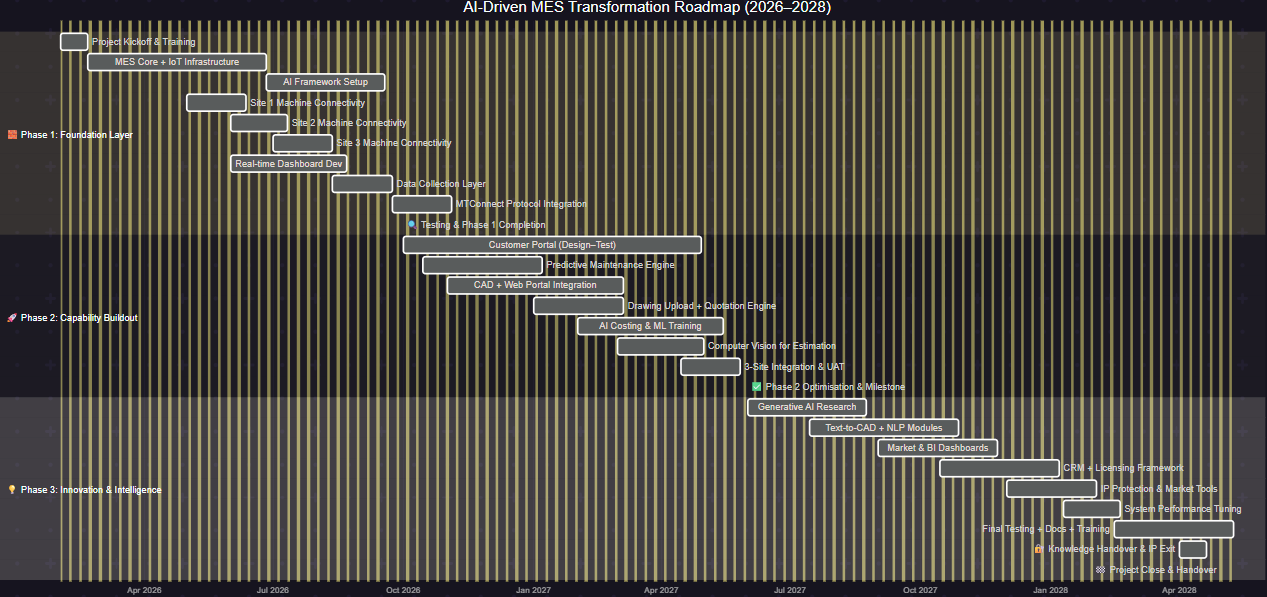 AI-Driven MES Transformation Roadmap (2026–2028)
Project Kickoff & Training
MES Core + IoT Infrastructure
AI Framework Setup
Site 1 Machine Connectivity
Site 2 Machine Connectivity
Phase 1: Foundation Layer
Site 3 Machine Connectivity
Real-time Dashboard Dev
Data Collection Layer
MTConnect Protocol Integration
Testing & Phase 1 Completion
Customer Portal (Design–Test)
Predictive Maintenance Engine
CAD + Web Portal Integration
Drawing Upload + Quotation Engine
Phase 2: Capability Buildout
AI Costing & ML Training
Computer Vision for Estimation
3-Site Integration & UAT
Phase 2 Optimisation & Milestone
Generative AI Research
Text-to-CAD + NLP Modules
Market & BI Dashboards
CRM + Licensing Framework
Phase 3: Innovation & Intelligence
IP Protection & Market Tools
System Performance Tuning
Final Testing + Docs + Training
Knowledge Handover & IP Exit
Project Close & Handover
Apr 2026 Jul 2026 Oct 2026 Jan 2027 Apr 2027 Jul 2027 Oct 2027 Jan 2028 Apr 2028